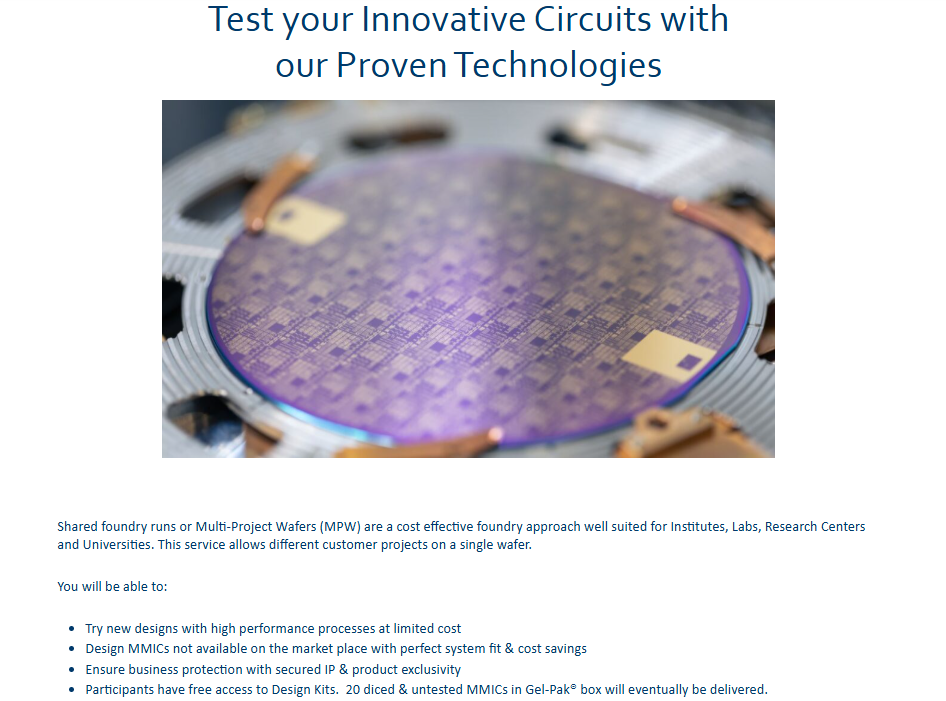 Test your Innovative Circuits with
our Proven Technologies
Shared foundry runs or Multi-Project Wafers (MPW) are a cost effective foundry approach well suited for Institutes, Labs, Research Centers
and Universities. This service allows different customer projects on a single wafer.
You will be able to:
• Try new designs with high performance processes at limited cost
• Design MMICs not available on the market place with perfect system fit & cost savings
• Ensure business protection with secured IP & product exclusivity
• Participants have free access to Design Kits.  20 diced & untested MMICs in Gel-Pak® box will eventually be delivered.